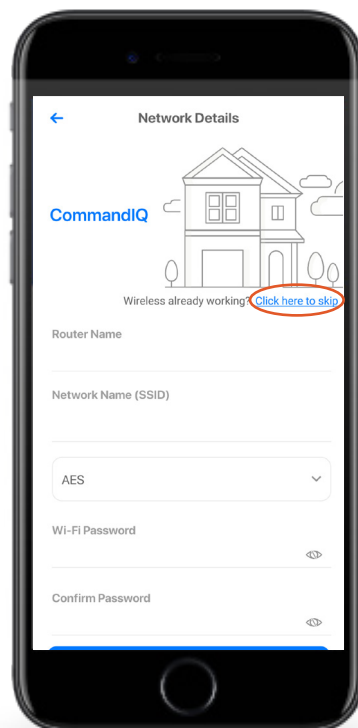 Network Details
CommandIQ
Wireless already working? Click here to skip
Router Name
Network Name (SSID)
AES
Wi-Fi Password
Confirm Password